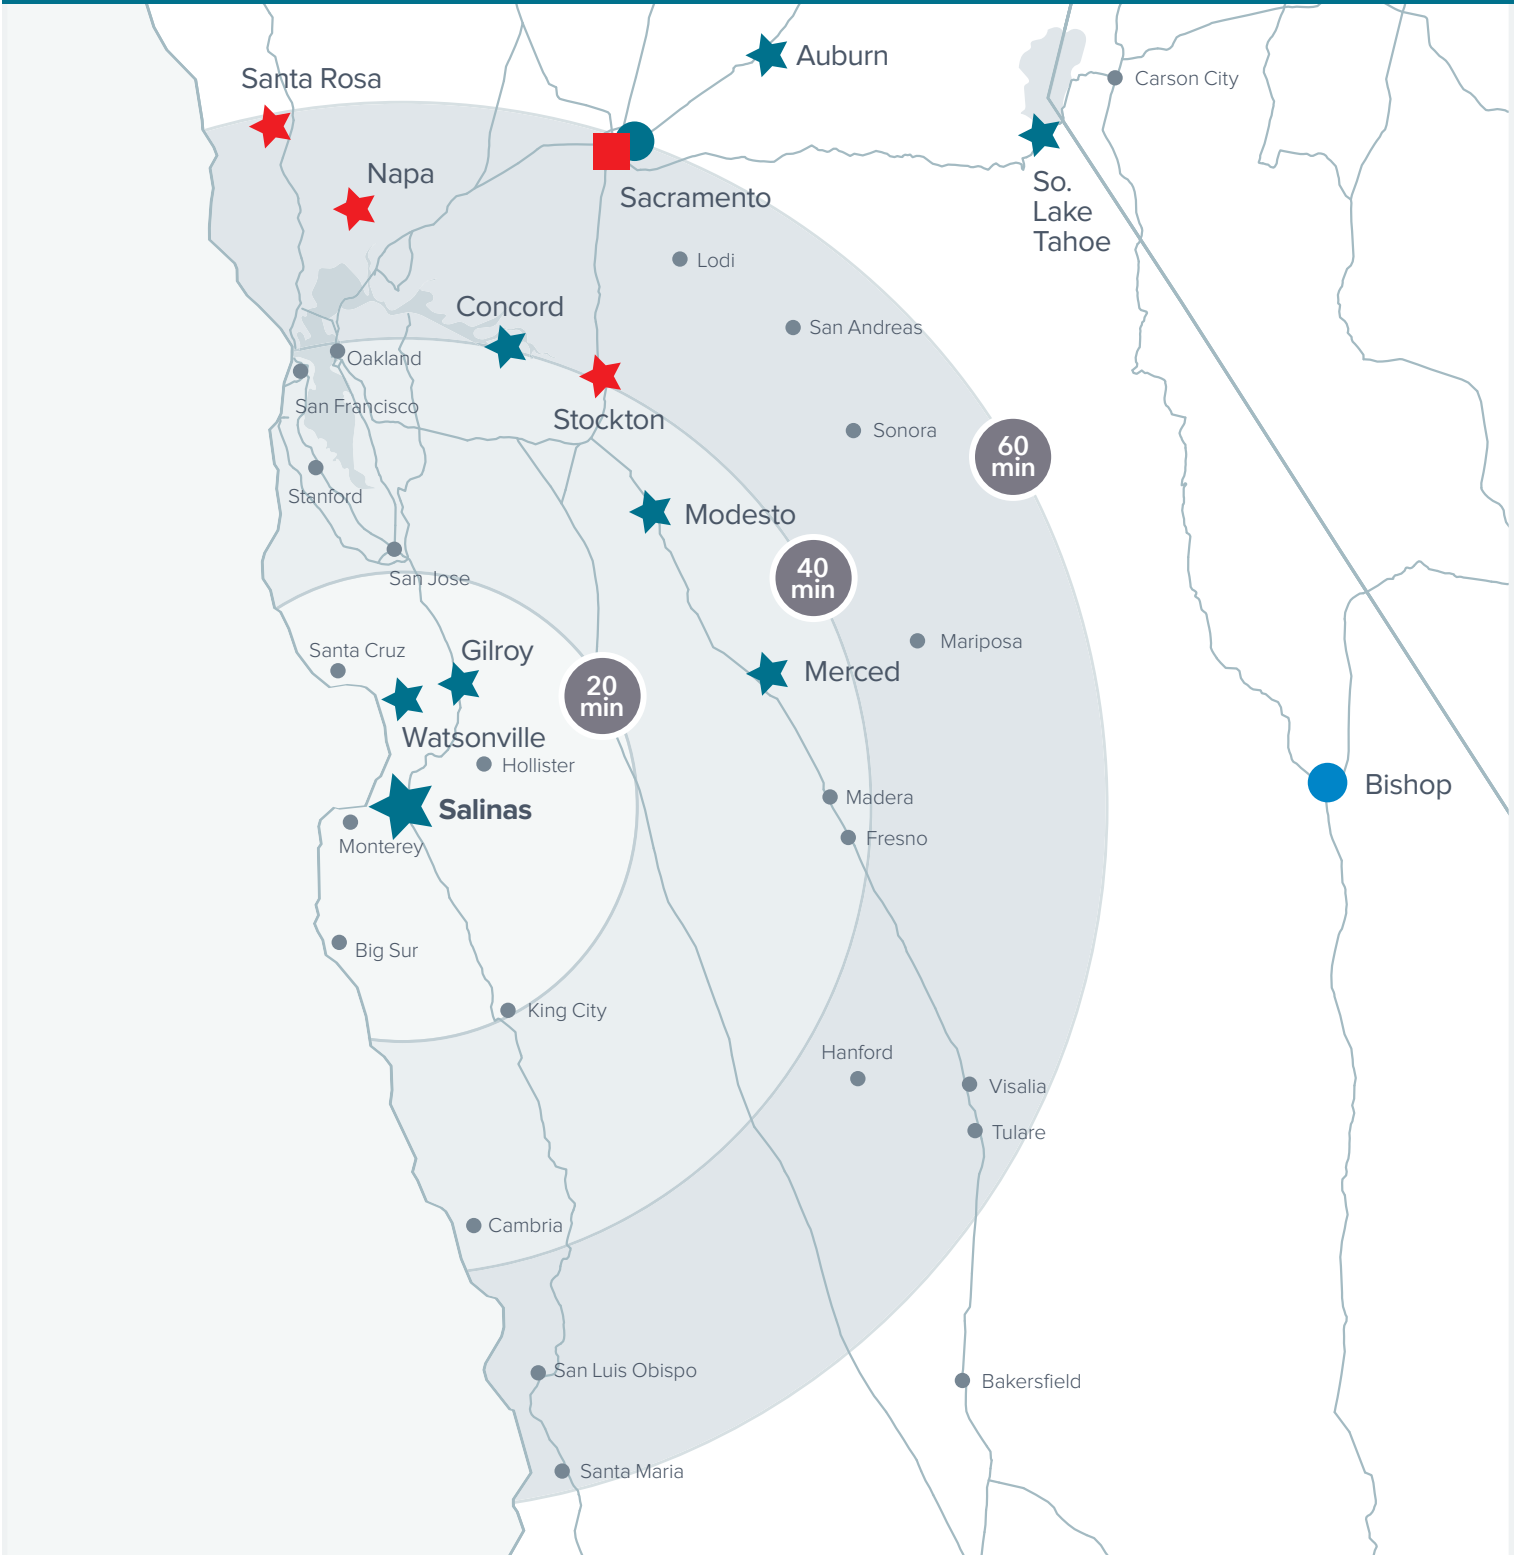 Auburn
Carson City
Santa Rosa
Napa
Sacramento
So.
Lake
Tahoe
Lodi
Concord
San Andreas
Oakland
San Francisco
Stockton
Sonora
60
min
Stanford
Modesto
San Jose
40
min
Santa Cruz
Gilroy
Mariposa
Merced
20
min
Watsonville
Hollister
Bishop
Salinas
Madera
Monterey
Fresno
Big Sur
King City
Hanford
Visalia
Tulare
Cambria
San Luis Obispo
Bakersfield
Santa Maria